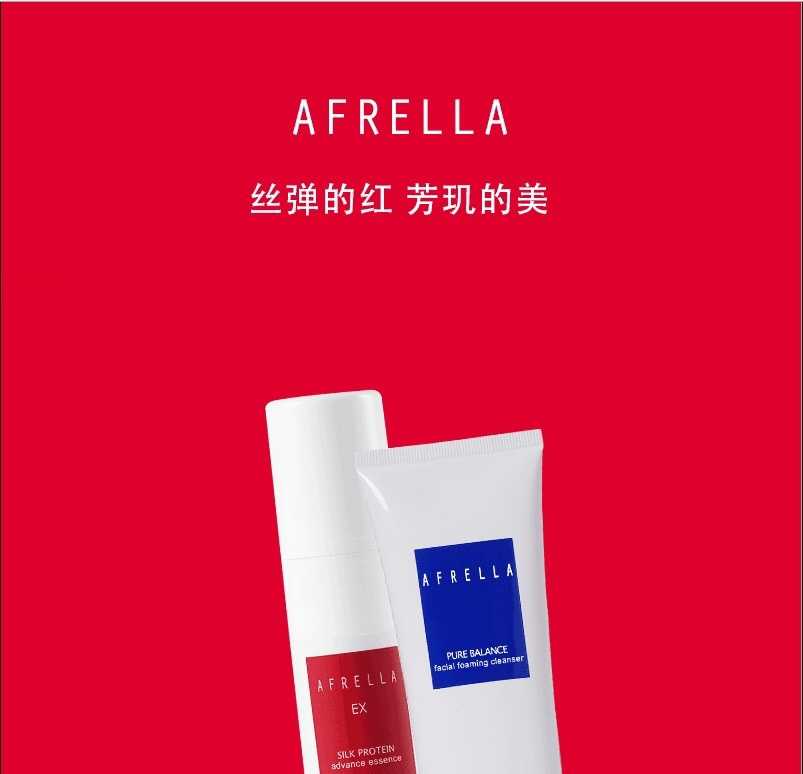 AFRELLA
丝弹的红 芳玑的美
AFRELLA
PURE BALANCE
facial foaming cleanser
AFRELLA
EX
SILK PROTEIN
advance essence